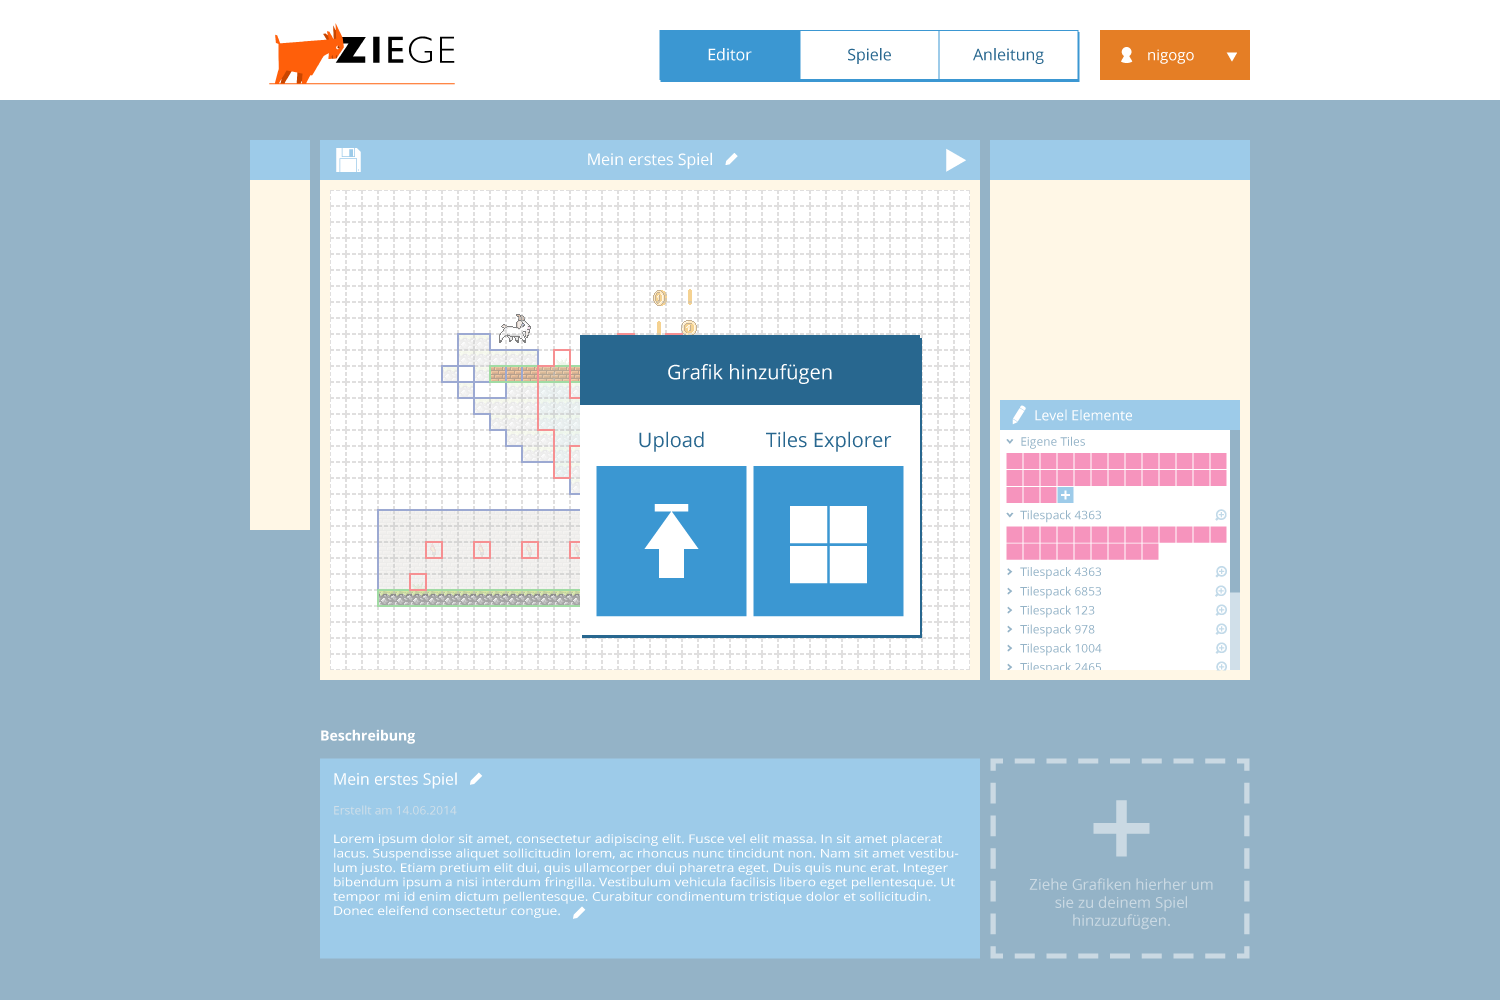 ZIEGE
Editor
Spiele
Anleitung
nigogo
Mein erstes Spiel
Grafik hinzufügen
Upload
Tiles Explorer
Level Elemente
Eigene Tiles
Tilespack 4363
Tilespack 4363
Tilespack 6853
Tilespack 123
Tilespack 978
Tilespack 1004
Tilespack 2465
Beschreibung
Mein erstes Spiel
Erstellt am 14.06.2014
Lorem ipsum dolor sit amet, consectetur adipiscing elit. Fusce vel elit massa. In sit amet placerat
lacus. Suspendisse aliquet sollicitudin lorem, ac rhoncus nunc tincidunt non. Nam sit amet vestibu-
lum justo. Etiam pretium elit dui, quis ullamcorper dui pharetra eget. Duis quis nunc erat. Integer
bibendum ipsum a nisi interdum fringilla. Vestibulum vehicula facilisis libero eget pellentesque. Ut
tempor mi id enim dictum pellentesque. Curabitur condimentum tristique dolor et sollicitudin.
Donec eleifend consectetur congue.
Ziehe Grafiken hierher um
sie zu deinem Spiel
hinzuzufügen.